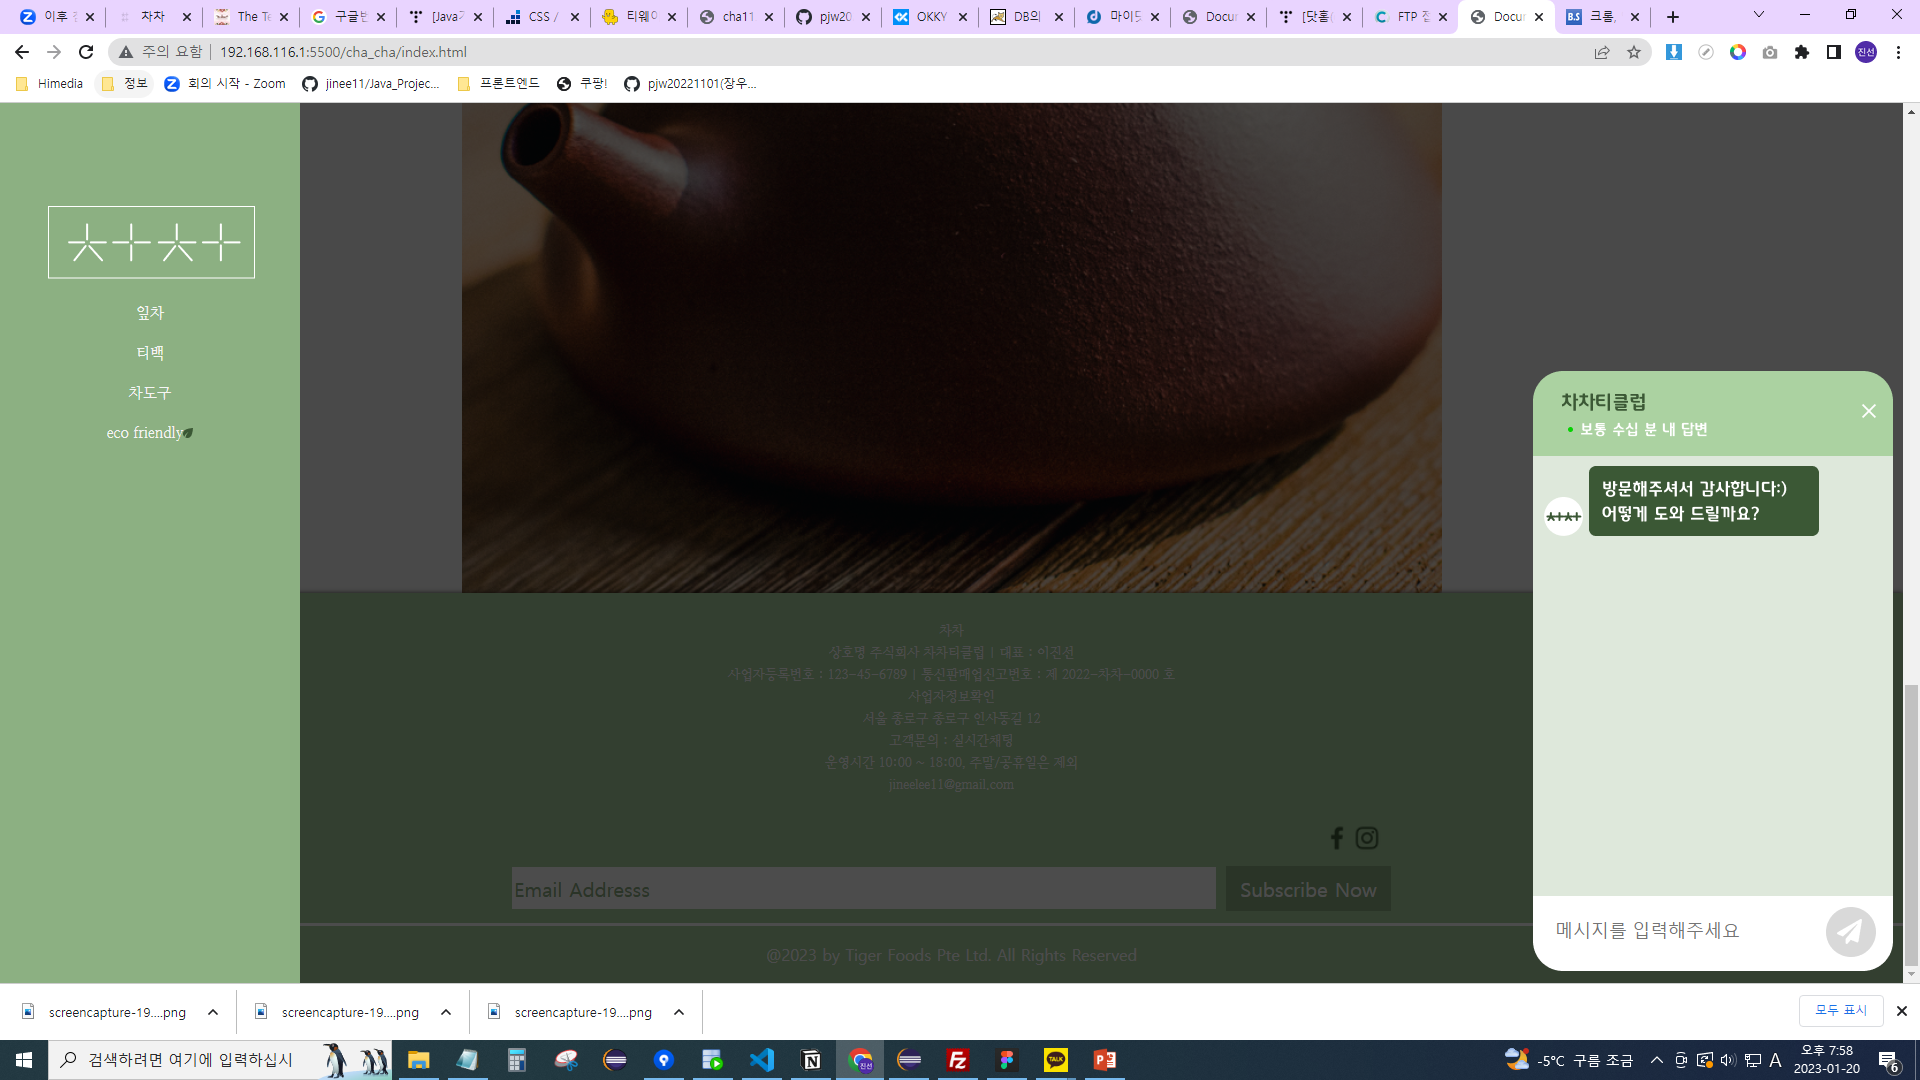 이후
차차
The Te
구글번
[Java
CSS /
티웨이
cha11
pjw20
OKKY
DB의
마이닷
Docum
[닷홈
FTP 접
Docum
크롬,
주의 요함
192.168.116.1:5500/cha_cha/index.html
진선
Himedia
정보
회의 시작 - Zoom
jinee11/Java_Projec...
프론트엔드
쿠팡!
pjw20221101(장우...
ㅊㅏㅊㅏ
잎차
티백
차도구
eco friendly
차차
상호명 주식회사 차차티클럽 | 대표 : 이진선
사업자등록번호 : 123-45-6789 | 통신판매업신고번호 : 제 2022-차차-0000 호
사업자정보확인
서울 종로구 종로구 인사동길 12
고객문의 : 실시간채팅
운영시간 10:00 ~ 18:00, 주말/공휴일은 제외
jineelee11@gmail.com
Email Addresss
Subscribe Now
@2023 by Tiger Foods Pte Ltd. All Rights Reserved
차차티클럽
• 보통 수십 분 내 답변
방문해주셔서 감사합니다:)
어떻게 도와 드릴까요?
ㅊㅏㅊㅏ
메시지를 입력해주세요
screencapture-19....png
screencapture-19....png
screencapture-19....png
모두 표시
검색하려면 여기에 입력하십시
-5°C 구름 조금
A
오후 7:58
2023-01-20
6